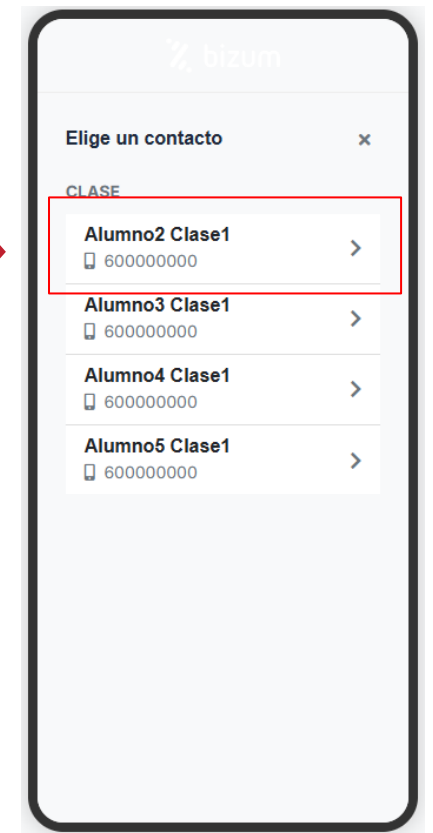 bizum
Elige un contacto
×
CLASE
Alumno2 Clase1
600000000
Alumno3 Clase1
600000000
Alumno4 Clase1
600000000
Alumno5 Clase1
600000000